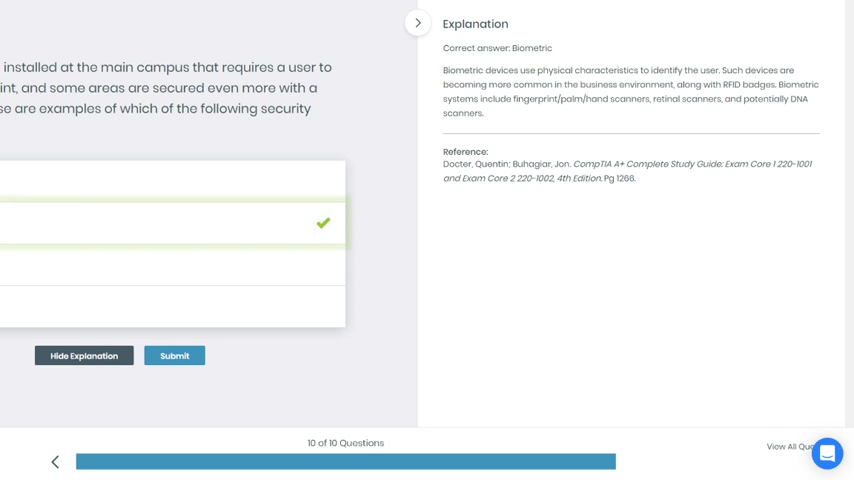 installed at the main campus that requires a user to
int, and some areas are secured even more with a
se are examples of which of the following security
Hide Explanation
Submit
Explanation
Correct answer: Biometric
Biometric devices use physical characteristics to identify the user. Such devices are
becoming more common in the business environment, along with RFID badges. Biometric
systems include fingerprint/palm/hand scanners, retinal scanners, and potentially DNA
scanners.
Reference:
Docter, Quentin; Buhagiar, Jon. CompTIA A+ Complete Study Guide: Exam Core 1 220-1001
and Exam Core 2 220-1002, 4th Edition. Pg 1266.
10 of 10 Questions
View All Qu